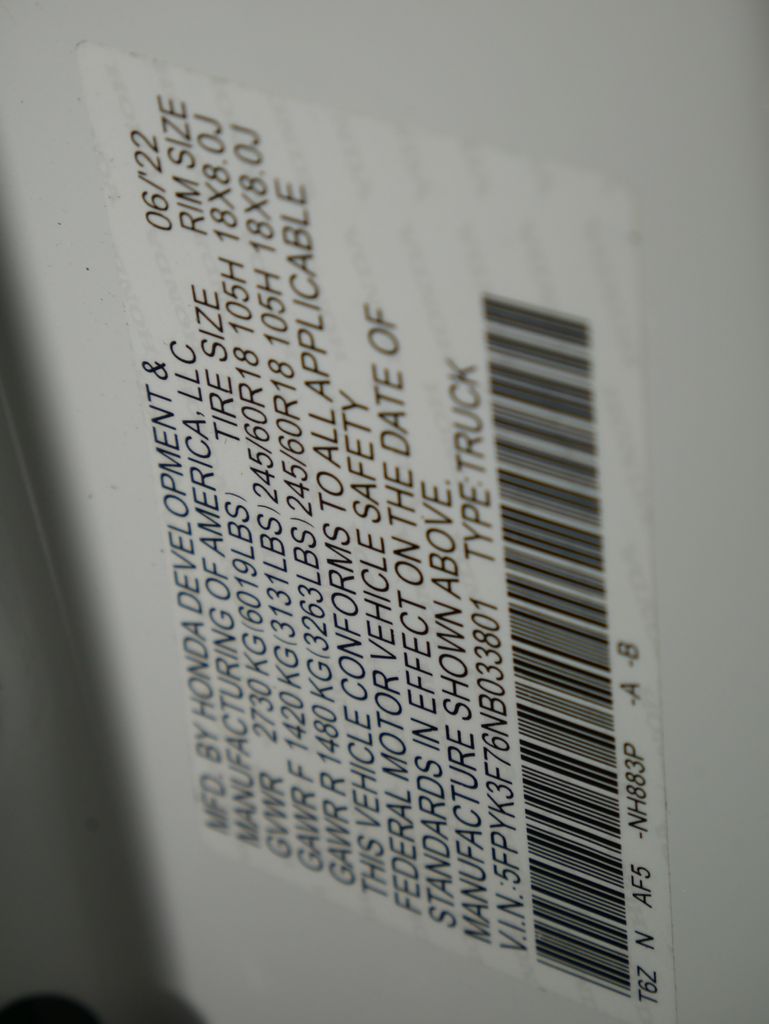 MFD. BY HONDA DEVELOPMENT & 06/'22
MANUFACTURING OF AMERICA, LLC
GVWR 2730 KG(6019LBS) TIRE SIZE RIM SIZE
GAWR F 1420 KG(3131LBS) 245/60R18 105H 18X8.0J
GAWR R 1480 KG(3263LBS) 245/60R18 105H 18X8.0J
THIS VEHICLE CONFORMS TO ALL APPLICABLE
FEDERAL MOTOR VEHICLE SAFETY
STANDARDS IN EFFECT ON THE DATE OF
MANUFACTURE SHOWN ABOVE.
V.I.N.:5FPYK3F76NB033801 TYPE:TRUCK
T6Z N AF5 -NH883P -A -B